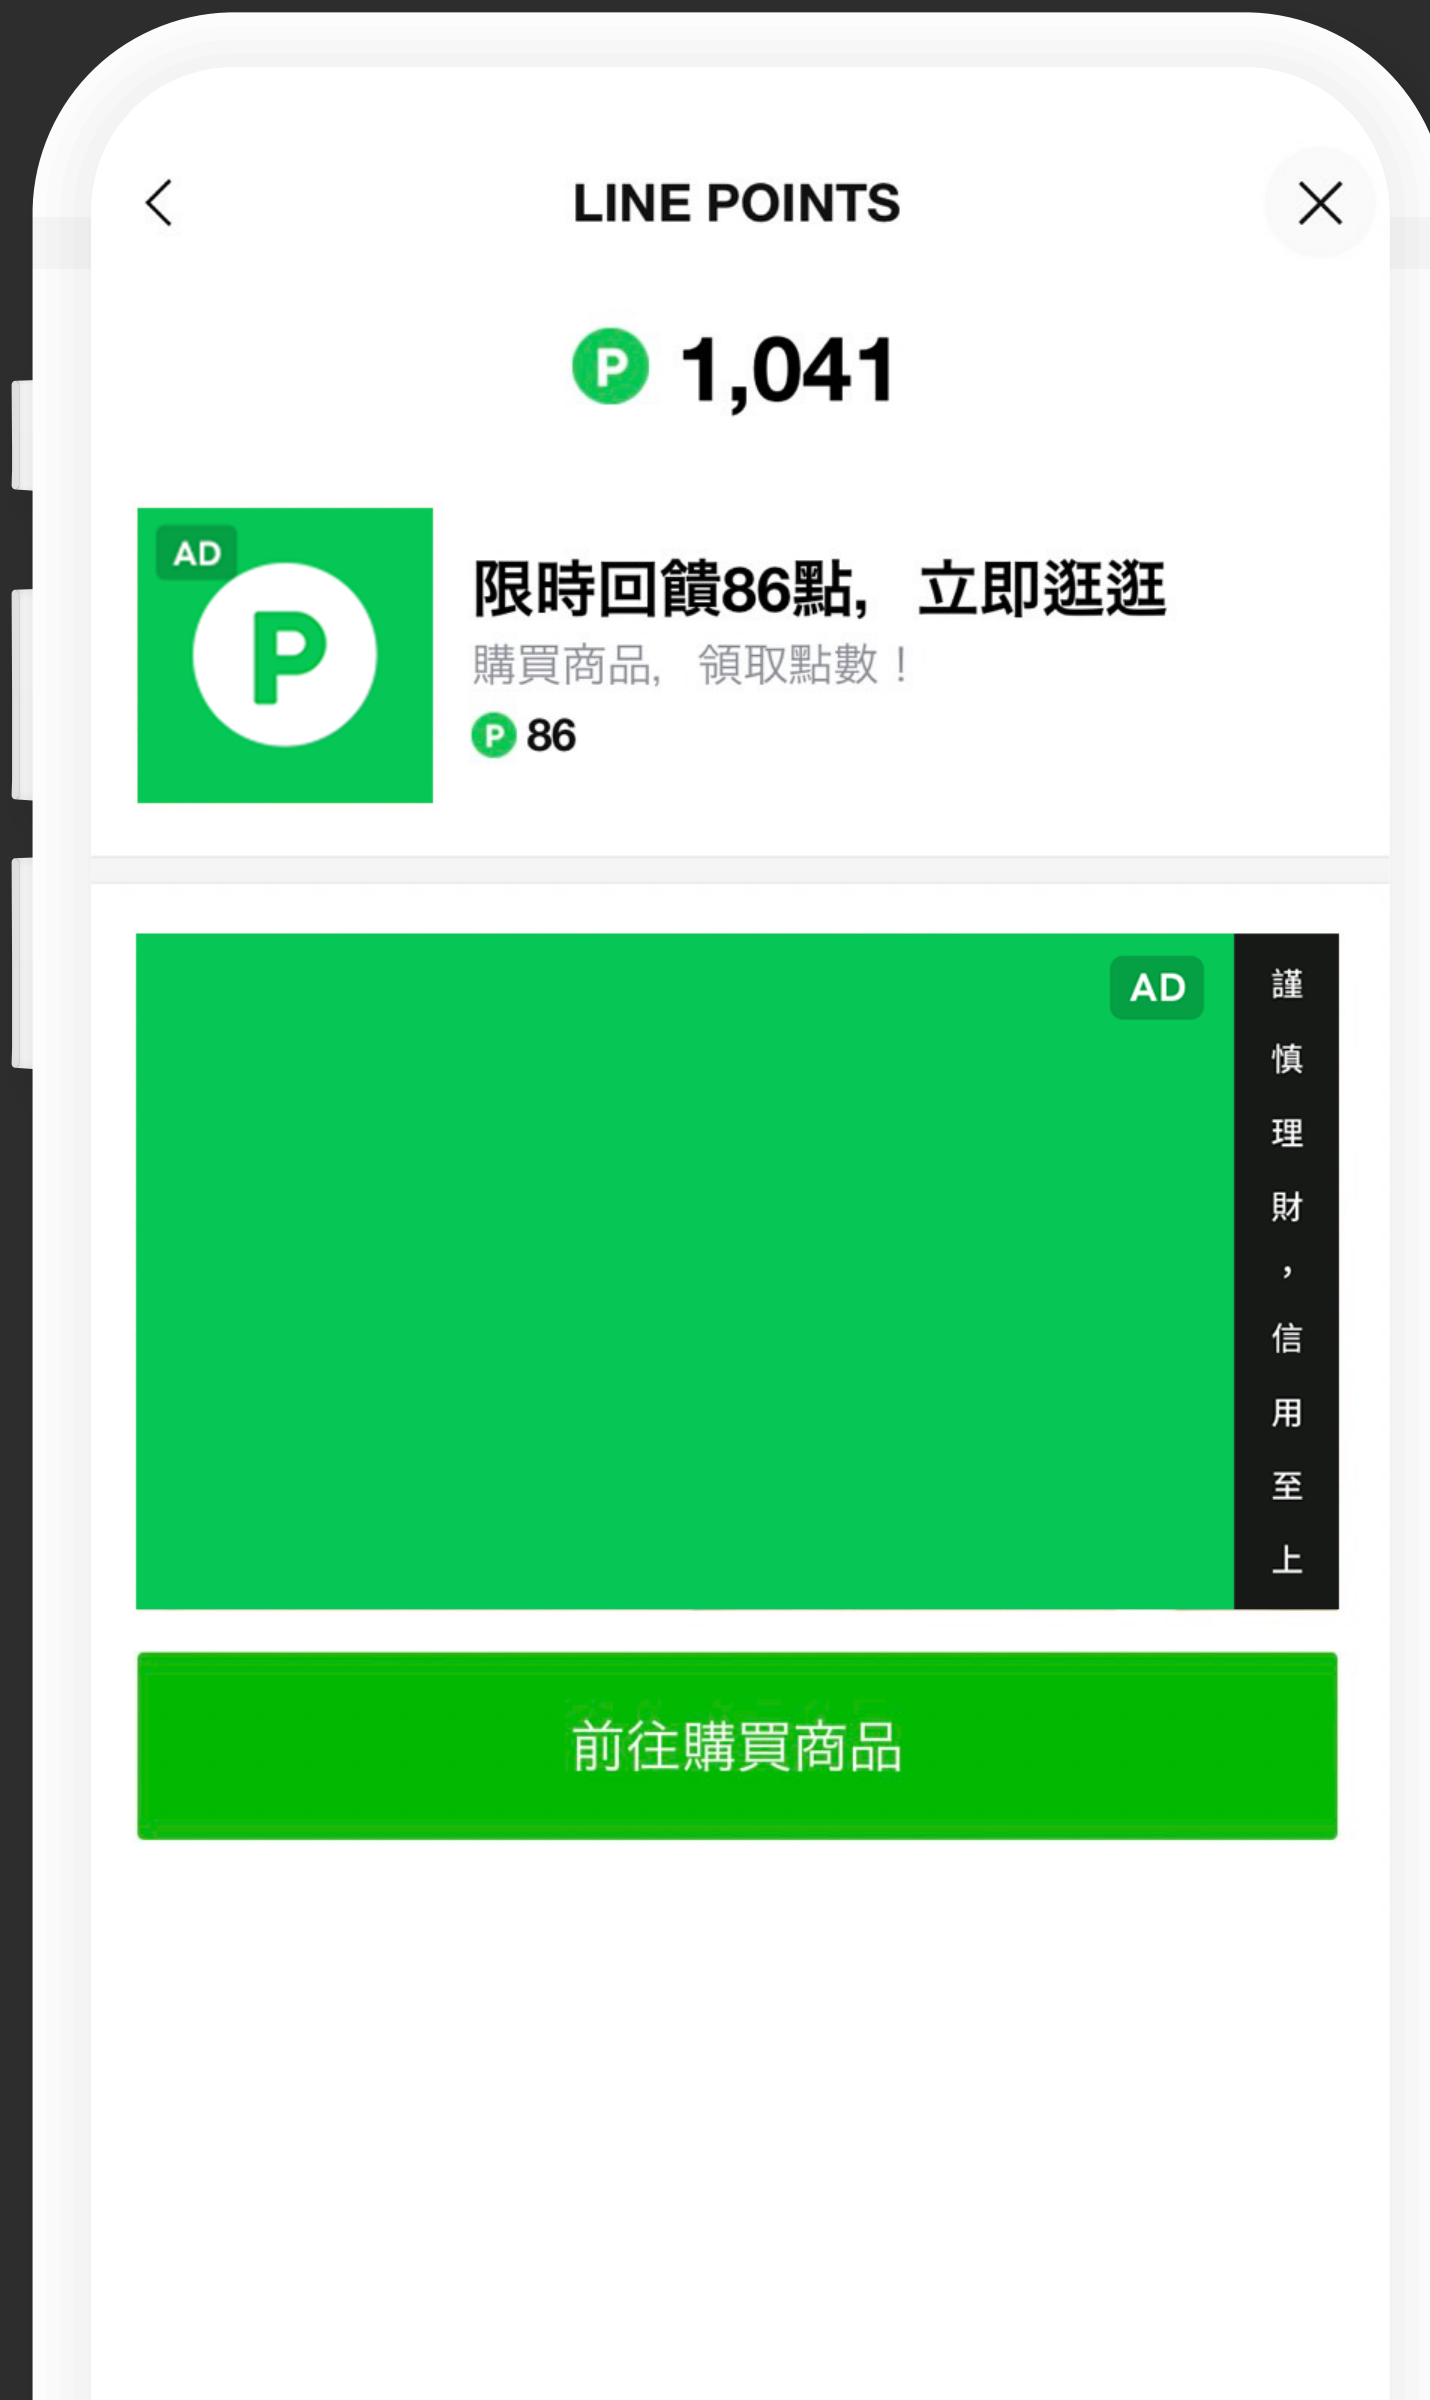 LINE POINTS
P 1,041
AD
P
限時回饋86點，立即逛逛
購買商品，領取點數！
P 86
AD
謹慎理財，信用至上
前往購買商品